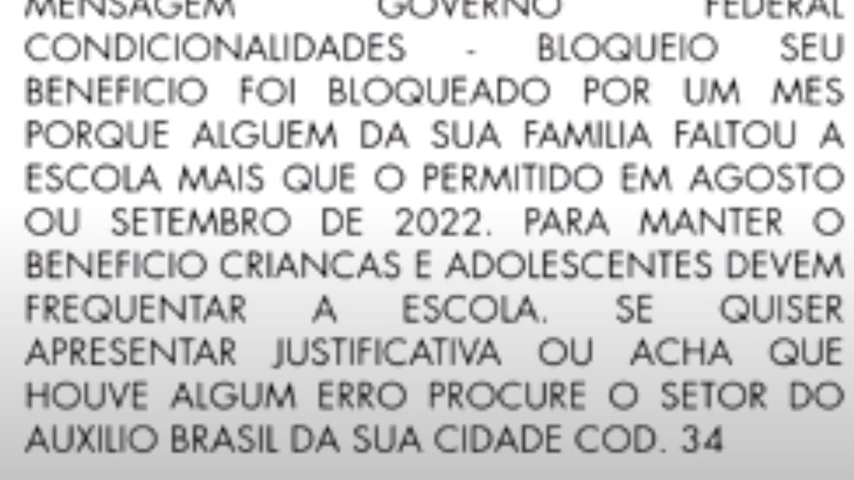 MENSAGEM GOVERNO FEDERAL
CONDICIONALIDADES - BLOQUEIO SEU
BENEFICIO FOI BLOQUEADO POR UM MES
PORQUE ALGUEM DA SUA FAMILIA FALTOU A
ESCOLA MAIS QUE O PERMITIDO EM AGOSTO
OU SETEMBRO DE 2022. PARA MANTER O
BENEFICIO CRIANCAS E ADOLESCENTES DEVEM
FREQUENTAR A ESCOLA. SE QUISER
APRESENTAR JUSTIFICATIVA OU ACHA QUE
HOUVE ALGUM ERRO PROCURE O SETOR DO
AUXILIO BRASIL DA SUA CIDADE COD. 34